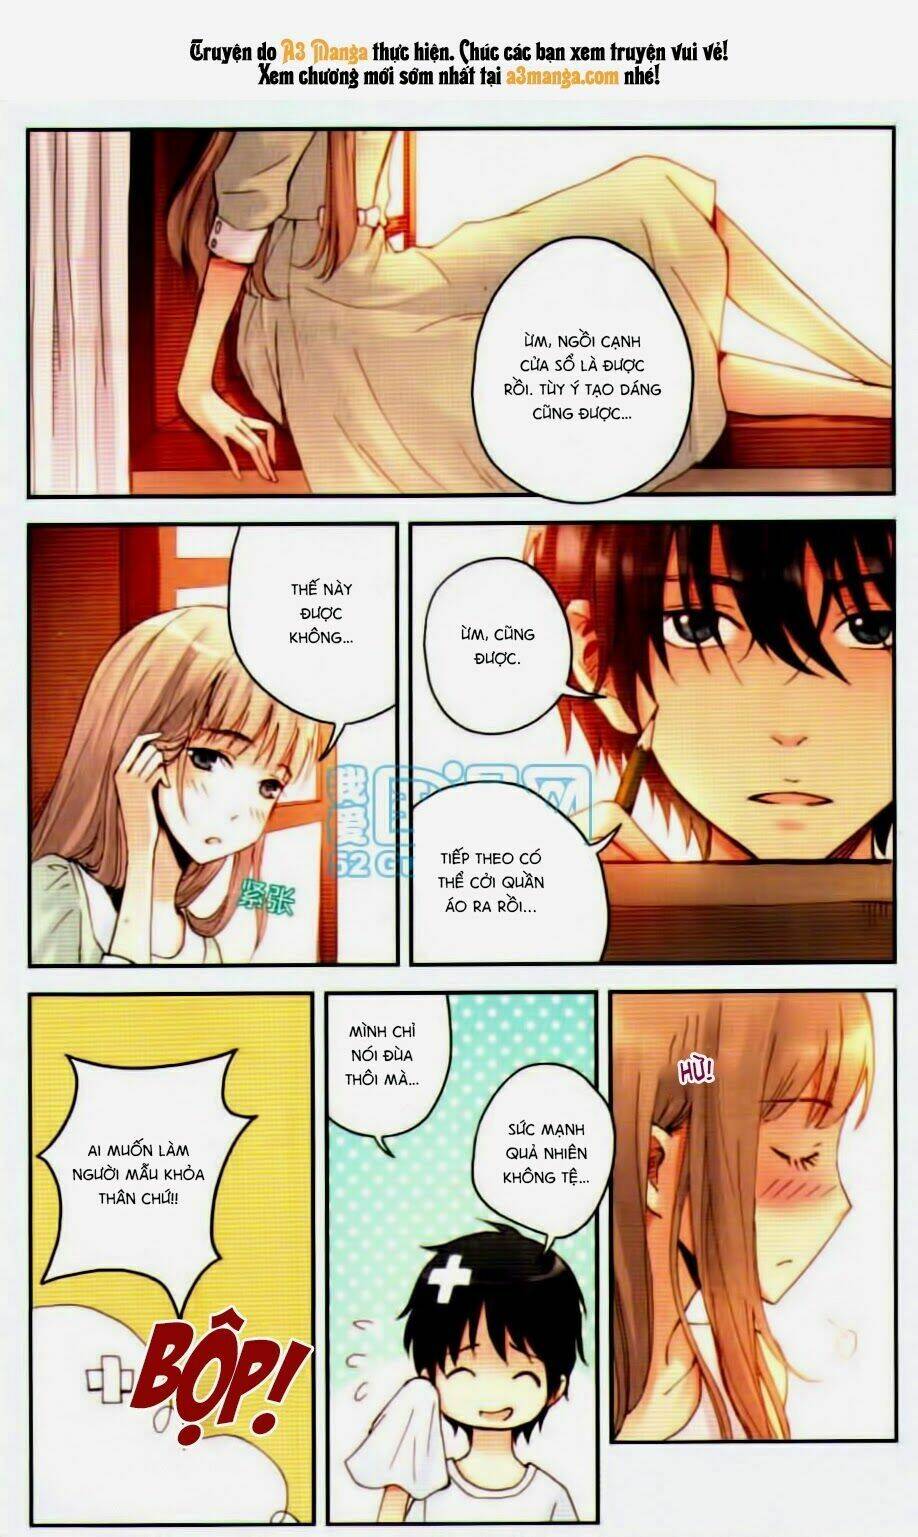 Truyện do A3 Manga thực hiện. Chúc các bạn xem truyện vui vẻ!
Xem chương mới sớm nhất tại a3manga.com nhé!
ỪM, NGỒI CẠNH
CỬA SỔ LÀ ĐƯỢC
RỒI. TÙY Ý TẠO DÁNG
CŨNG ĐƯỢC...
THẾ NÀY
ĐƯỢC
KHÔNG...
ỪM, CŨNG
ĐƯỢC.
我爱
52
紧张
TIẾP THEO CÓ
THỂ CỞI QUẦN
ÁO RA RỒI...
AI MUỐN LÀM
NGƯỜI MẪU KHỎA
THÂN CHỨ!!
BỘP!
MÌNH CHỈ
NÓI ĐÙA
THÔI MÀ...
SỨC MẠNH
QUẢ NHIÊN
KHÔNG TỆ...
HỪ!